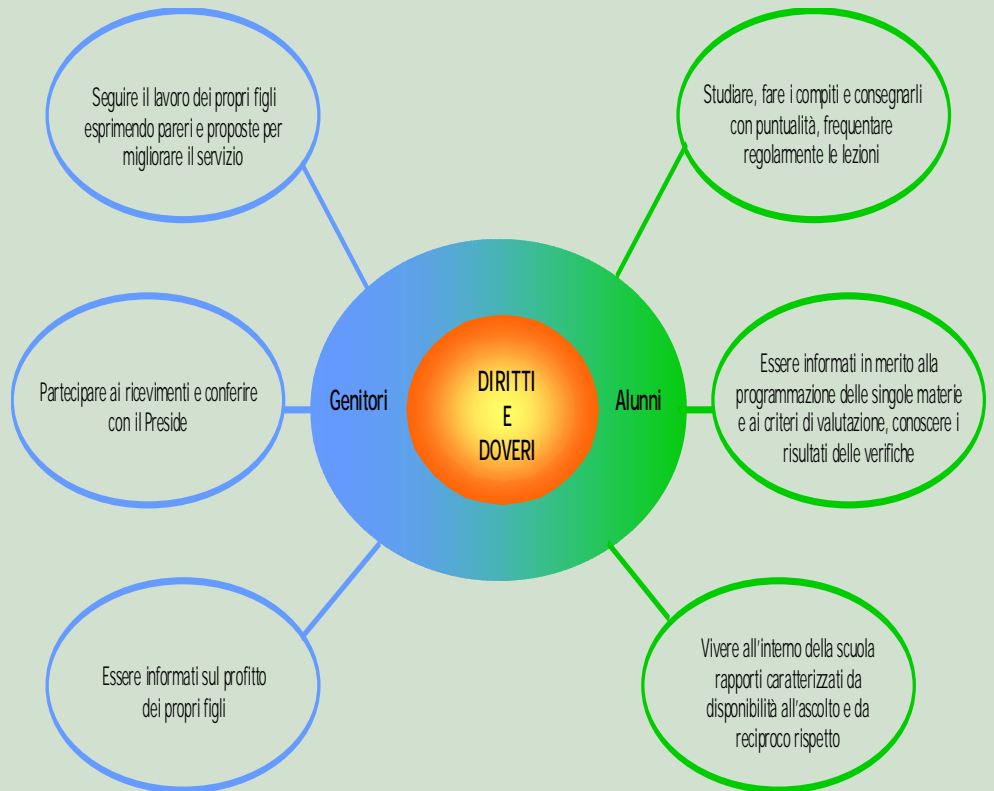 Seguire il lavoro dei propri figli
esprimendo pareri e proposte per
migliorare il servizio
Studiare, fare i compiti e consegnarli
con puntualità, frequentare
regolarmente le lezioni
Partecipare ai ricevimenti e conferire
con il Preside
Genitori
DIRITTI
E
DOVERI
Alunni
Essere informati in merito alla
programmazione delle singole materie
e ai criteri di valutazione, conoscere i
risultati delle verifiche
Essere informati sul profitto
dei propri figli
Vivere all'interno della scuola
rapporti caratterizzati da
disponibilità all'ascolto e da
reciproco rispetto